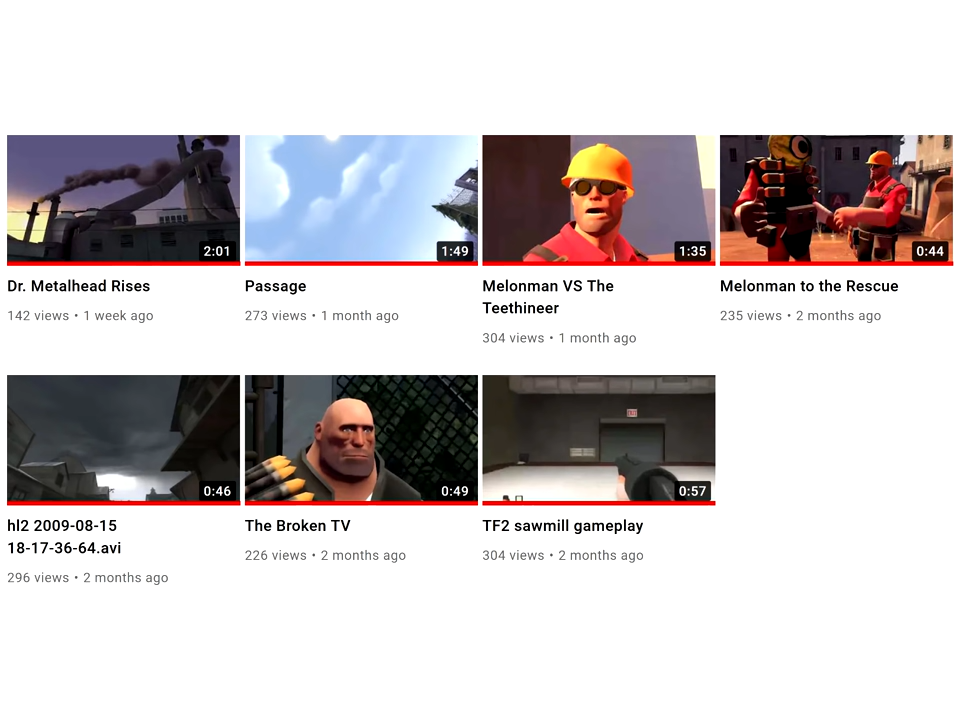 2:01
1:49
1:35
0:44
Dr. Metalhead Rises
142 views • 1 week ago
Passage
273 views • 1 month ago
Melonman VS The
Teethineer
304 views • 1 month ago
Melonman to the Rescue
235 views • 2 months ago
0:46
0:49
0:57
hl2 2009-08-15
18-17-36-64.avi
296 views • 2 months ago
The Broken TV
226 views • 2 months ago
TF2 sawmill gameplay
304 views • 2 months ago